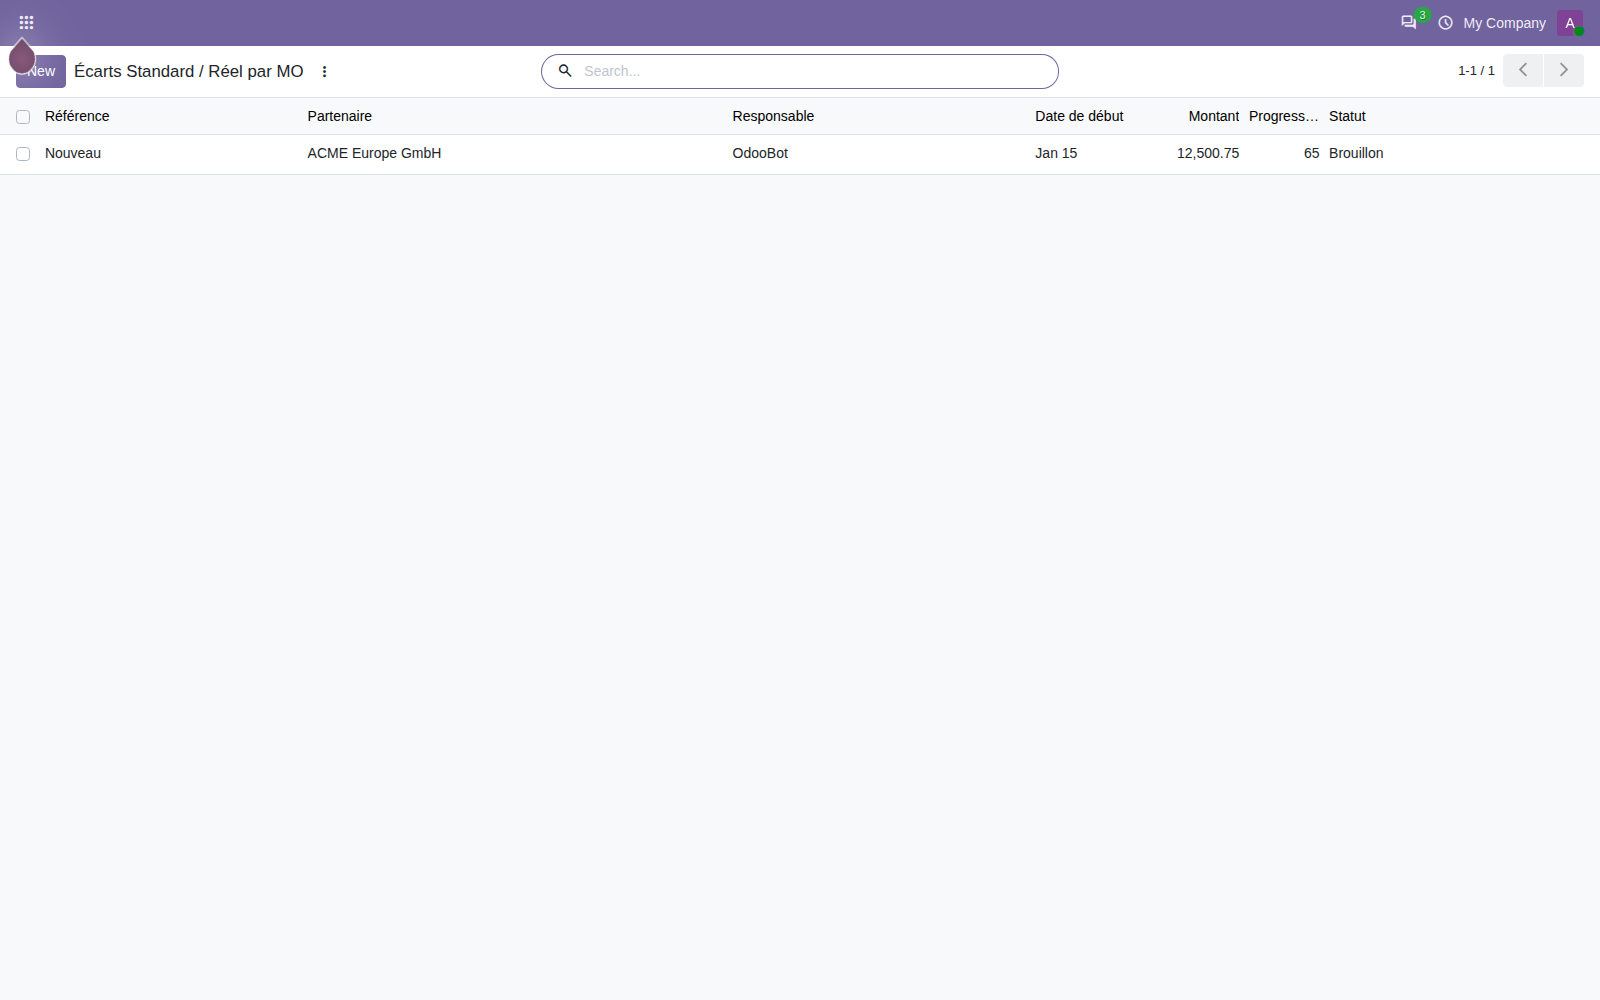 3
My Company
A
New
Écarts Standard / Réel par MO
Search...
1-1 / 1
Référence Partenaire Responsable Date de début Montant Progress... Statut
Nouveau ACME Europe GmbH OdooBot Jan 15 12,500.75 65 Brouillon